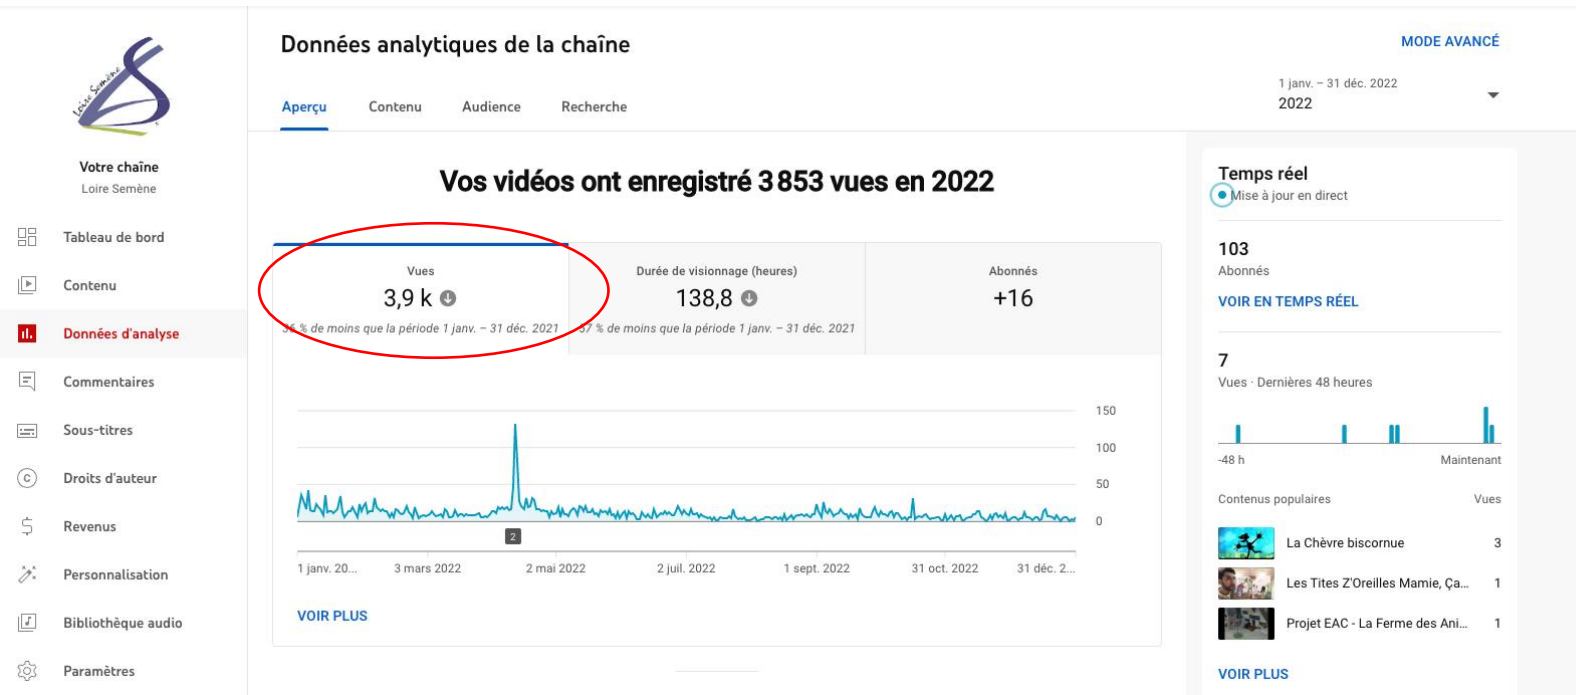 Loire Semène
Votre chaîne
Loire Semène
Tableau de bord
Contenu
Données d'analyse
Commentaires
Sous-titres
Droits d'auteur
Revenus
Personnalisation
Bibliothèque audio
Paramètres
Données analytiques de la chaîne
MODE AVANCÉ
Aperçu Contenu Audience Recherche
1 janv. – 31 déc. 2022
2022
Vos vidéos ont enregistré 3 853 vues en 2022
Vues
3,9 k
36 % de moins que la période 1 janv. – 31 déc. 2021
Durée de visionnage (heures)
138,8
% de moins que la période 1 janv. – 31 déc. 2021
Abonnés
+16
150
100
50
0
2
1 janv. 20... 3 mars 2022 2 mai 2022 2 juil. 2022 1 sept. 2022 31 oct. 2022 31 déc. 2...
VOIR PLUS
Temps réel
Mise à jour en direct
103
Abonnés
VOIR EN TEMPS RÉEL
7
Vues · Dernières 48 heures
-48 h Maintenant
Contenus populaires Vues
La Chèvre biscornue 3
Les Tites Z'Oreilles Mamie, Ça... 1
Projet EAC - La Ferme des Ani... 1
VOIR PLUS